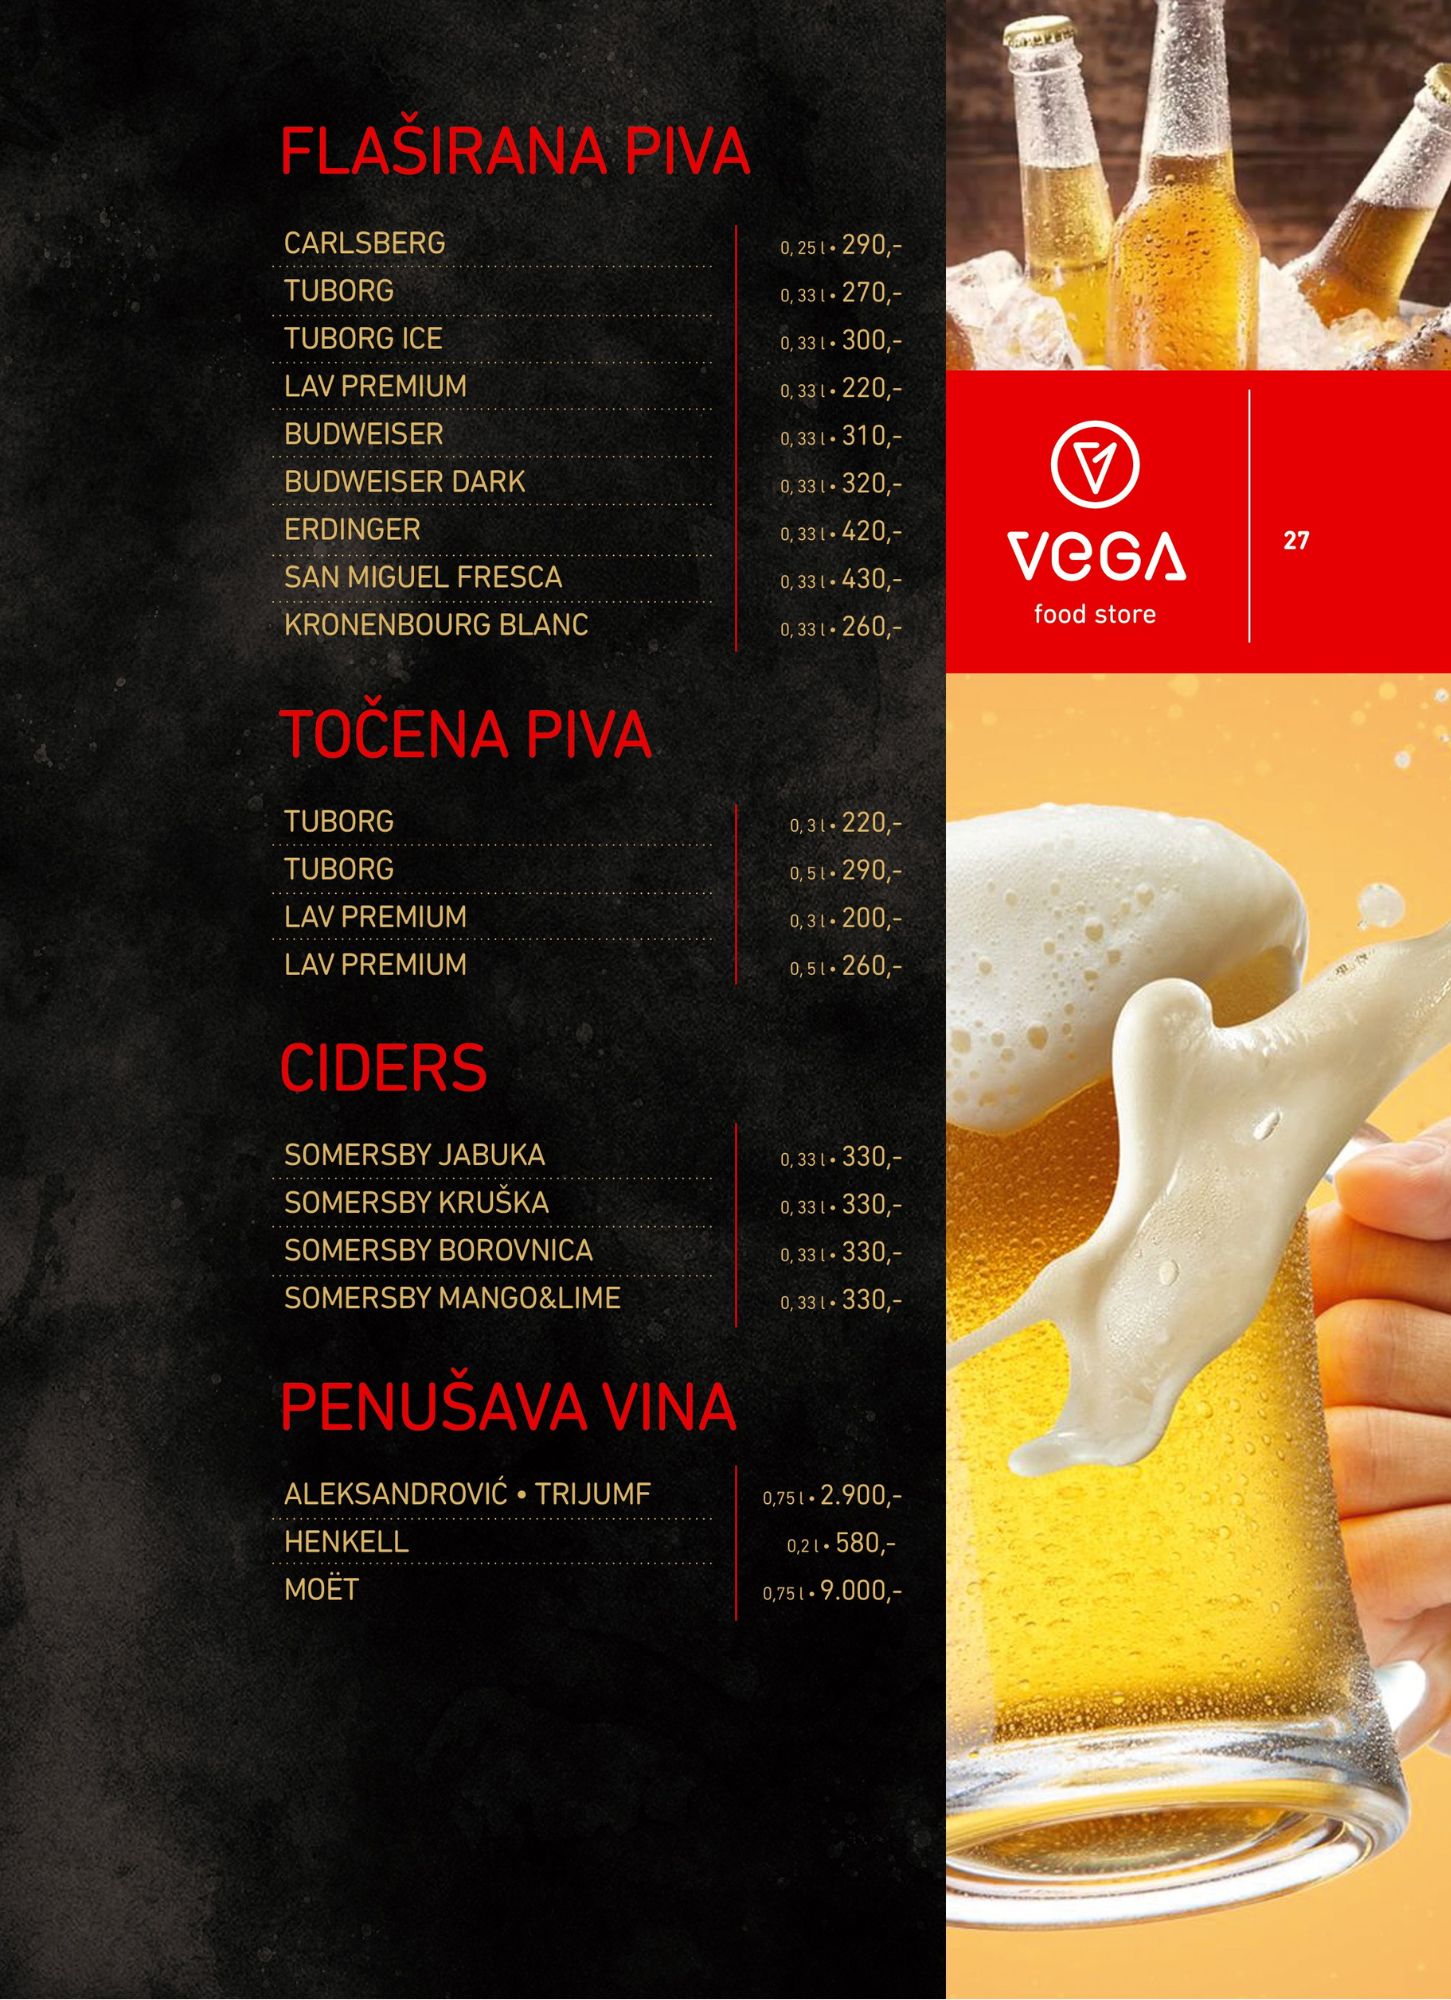 FLAŠIRANA PIVA
CARLSBERG 0,25 l • 290,-
TUBORG 0,33 l • 270,-
TUBORG ICE 0,33 l • 300,-
LAV PREMIUM 0,33 l • 220,-
BUDWEISER 0,33 l • 310,-
BUDWEISER DARK 0,33 l • 320,-
ERDINGER 0,33 l • 420,-
SAN MIGUEL FRESCA 0,33 l • 430,-
KRONENBOURG BLANC 0,33 l • 260,-
TOČENA PIVA
TUBORG 0,3 l • 220,-
TUBORG 0,5 l • 290,-
LAV PREMIUM 0,3 l • 200,-
LAV PREMIUM 0,5 l • 260,-
CIDERS
SOMERSBY JABUKA 0,33 l • 330,-
SOMERSBY KRUŠKA 0,33 l • 330,-
SOMERSBY BOROVNICA 0,33 l • 330,-
SOMERSBY MANGO&LIME 0,33 l • 330,-
PENUŠAVA VINA
ALEKSANDROVIĆ • TRIJUMF 0,75 l • 2.900,-
HENKELL 0,2 l • 580,-
MOËT 0,75 l • 9.000,-
VEGA
food store
27